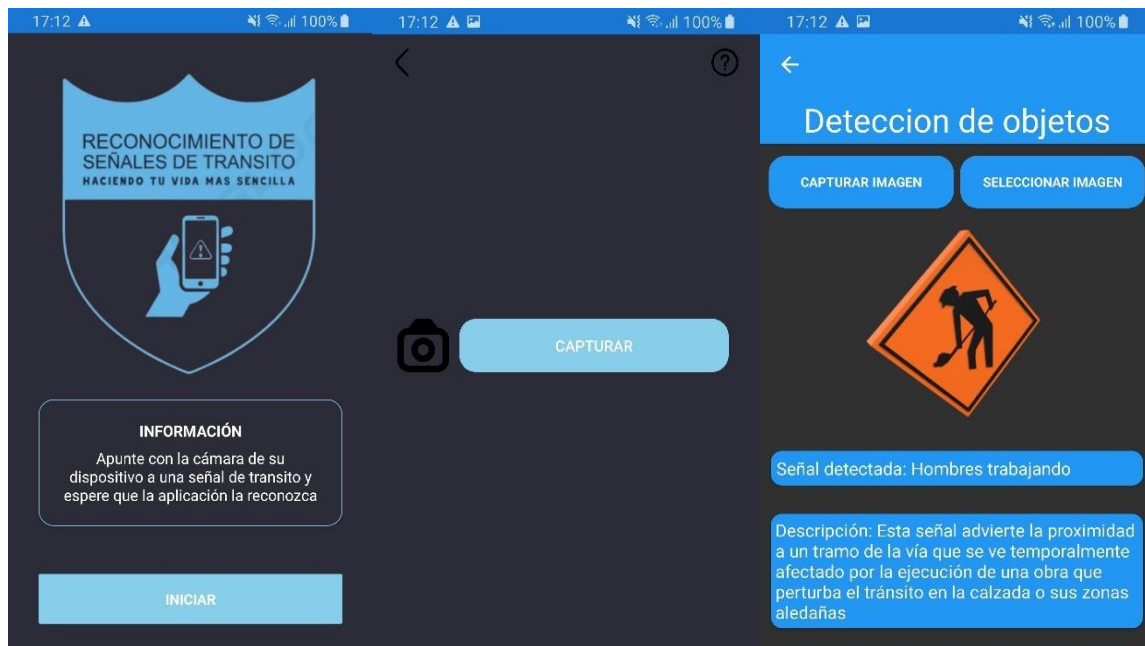 17:12
100%
RECONOCIMIENTO DE
SEÑALES DE TRANSITO
HACIENDO TU VIDA MAS SENCILLA
INFORMACIÓN
Apunte con la cámara de su
dispositivo a una señal de transito y
espere que la aplicación la reconozca
INICIAR
17:12
100%
CAPTURAR
17:12
100%
Deteccion de objetos
CAPTURAR IMAGEN
SELECCIONAR IMAGEN
Señal detectada: Hombres trabajando
Descripción: Esta señal advierte la proximidad
a un tramo de la vía que se ve temporalmente
afectado por la ejecución de una obra que
perturba el tránsito en la calzada o sus zonas
aledañas